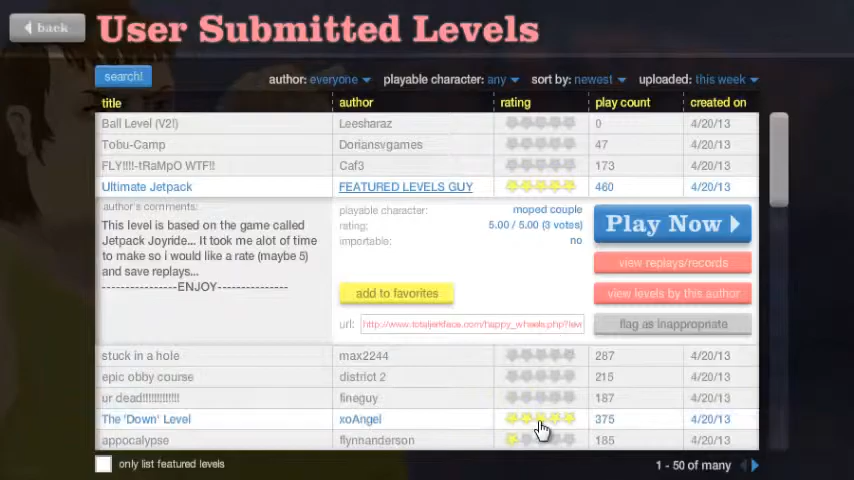 back
User Submitted Levels
search!
author: everyone playable character: any sort by: newest uploaded: this week
title author rating play count created on
Ball Level (V2!) Leesharaz 0 4/20/13
Tobu-Camp Doriansvgames 47 4/20/13
FLY!!!!-tRaMpO WTF!! Caf3 173 4/20/13
Ultimate Jetpack FEATURED LEVELS GUY 460 4/20/13
author's comments:
This level is based on the game called
Jetpack Joyride... It took me alot of time
to make so i would like a rate (maybe 5)
and save replays...
----------------ENJOY---------------
playable character: moped couple
rating: 5.00 / 5.00 (3 votes)
importable: no
add to favorites
url: http://www.totaljerkface.com/happy_wheels.php?lev
Play Now
view replays/records
view levels by this author
flag as inappropriate
stuck in a hole max2244 287 4/20/13
epic obby course district 2 215 4/20/13
ur dead!!!!!!!!!!!!! fineguy 187 4/20/13
The 'Down' Level xoAngel 375 4/20/13
appocalypse flynnanderson 185 4/20/13
only list featured levels 1 - 50 of many